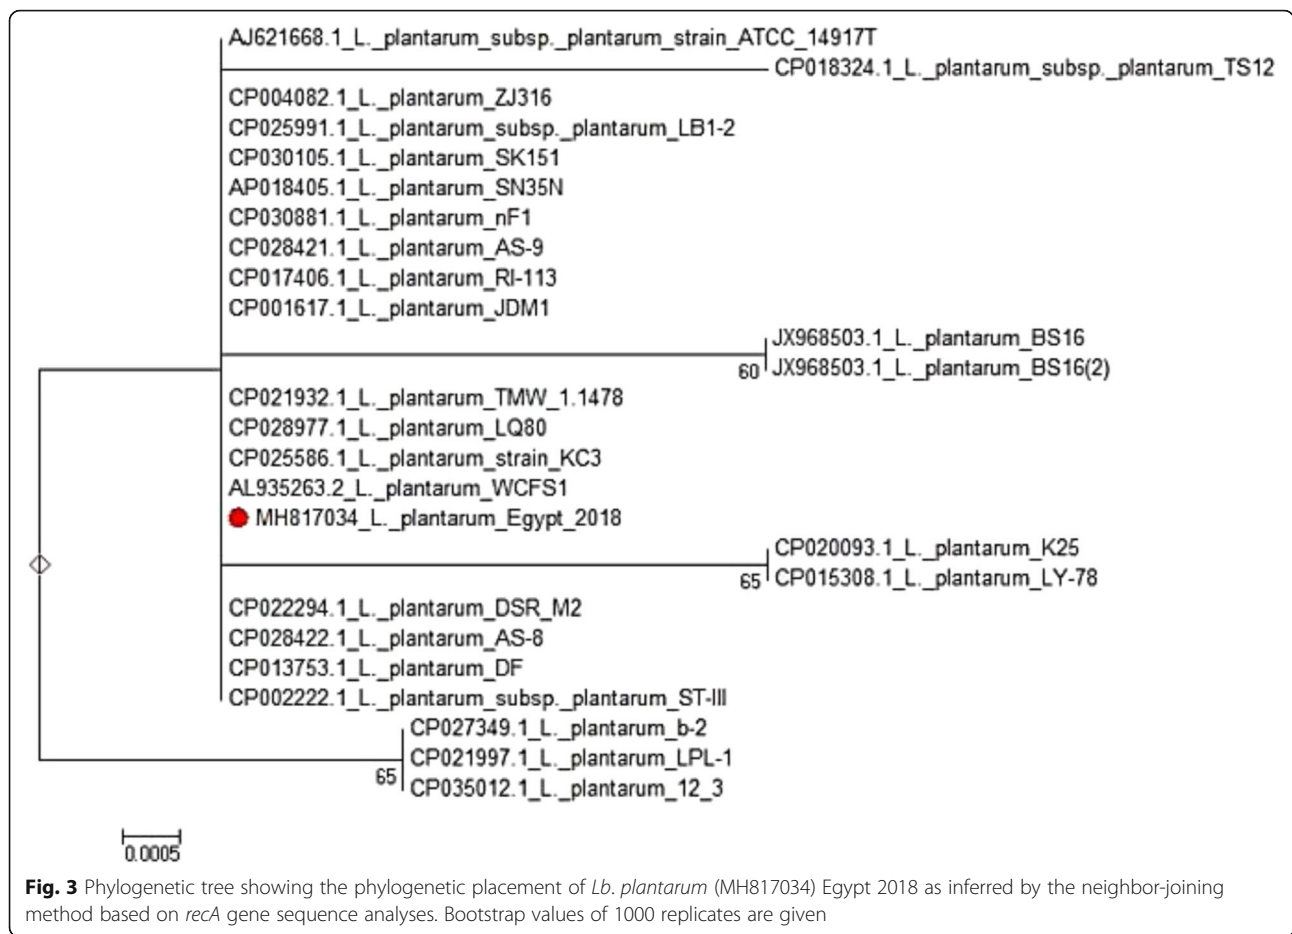 AJ621668.1_L._plantarum_subsp._plantarum_strain_ATCC_14917T
CP018324.1_L._plantarum_subsp._plantarum_TS12
CP004082.1_L._plantarum_ZJ316
CP025991.1_L._plantarum_subsp._plantarum_LB1-2
CP030105.1_L._plantarum_SK151
AP018405.1_L._plantarum_SN35N
CP030881.1_L._plantarum_nF1
CP028421.1_L._plantarum_AS-9
CP017406.1_L._plantarum_RI-113
CP001617.1_L._plantarum_JDM1
JX968503.1_L._plantarum_BS16
60 JX968503.1_L._plantarum_BS16(2)
CP021932.1_L._plantarum_TMW_1.1478
CP028977.1_L._plantarum_LQ80
CP025586.1_L._plantarum_strain_KC3
AL935263.2_L._plantarum_WCFS1
MH817034_L._plantarum_Egypt_2018
CP020093.1_L._plantarum_K25
65 CP015308.1_L._plantarum_LY-78
CP022294.1_L._plantarum_DSR_M2
CP028422.1_L._plantarum_AS-8
CP013753.1_L._plantarum_DF
CP002222.1_L._plantarum_subsp._plantarum_ST-III
CP027349.1_L._plantarum_b-2
CP021997.1_L._plantarum_LPL-1
65 CP035012.1_L._plantarum_12_3
0.0005
Fig. 3 Phylogenetic tree showing the phylogenetic placement of Lb. plantarum (MH817034) Egypt 2018 as inferred by the neighbor-joining
method based on recA gene sequence analyses. Bootstrap values of 1000 replicates are given